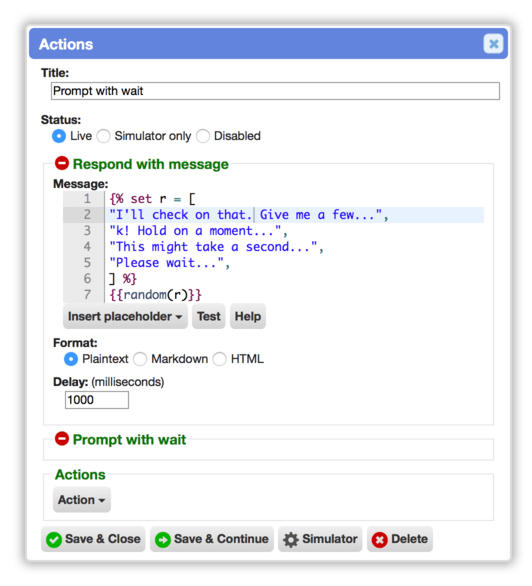 Actions
Title:
Prompt with wait
Status:
Live Simulator only Disabled
Respond with message
Message:
1 {% set r = [
2 "I'll check on that. Give me a few...",
3 "k! Hold on a moment...",
4 "This might take a second...",
5 "Please wait...",
6 ] %}
7 {{random(r)}}
Insert placeholder Test Help
Format:
Plaintext Markdown HTML
Delay: (milliseconds)
1000
Prompt with wait
Actions
Action
Save & Close Save & Continue Simulator Delete